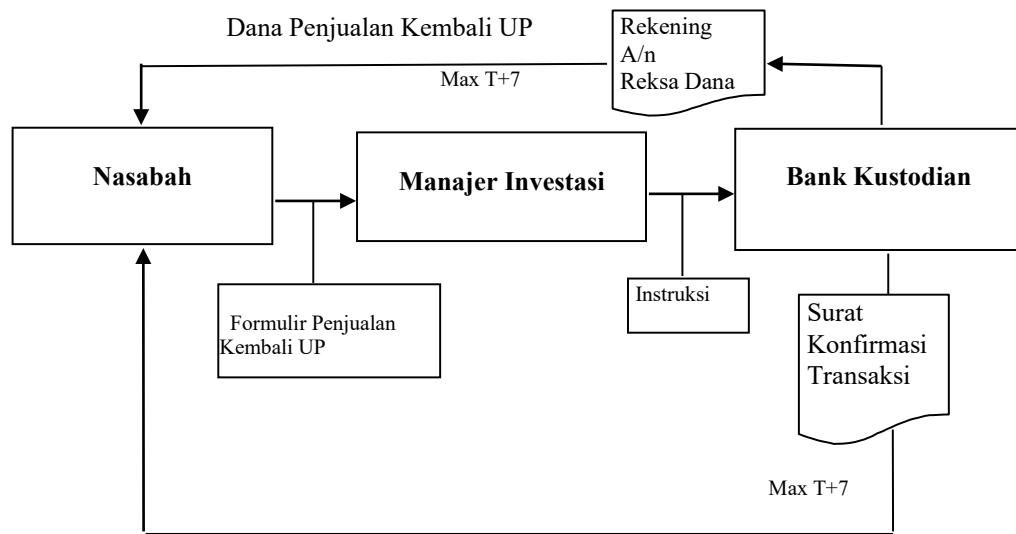 Dana Penjualan Kembali UP
Rekening
A/n
Reksa Dana
Max T+7
Nasabah
Manajer Investasi
Bank Kustodian
Formulir Penjualan
Kembali UP
Instruksi
Surat
Konfirmasi
Transaksi
Max T+7